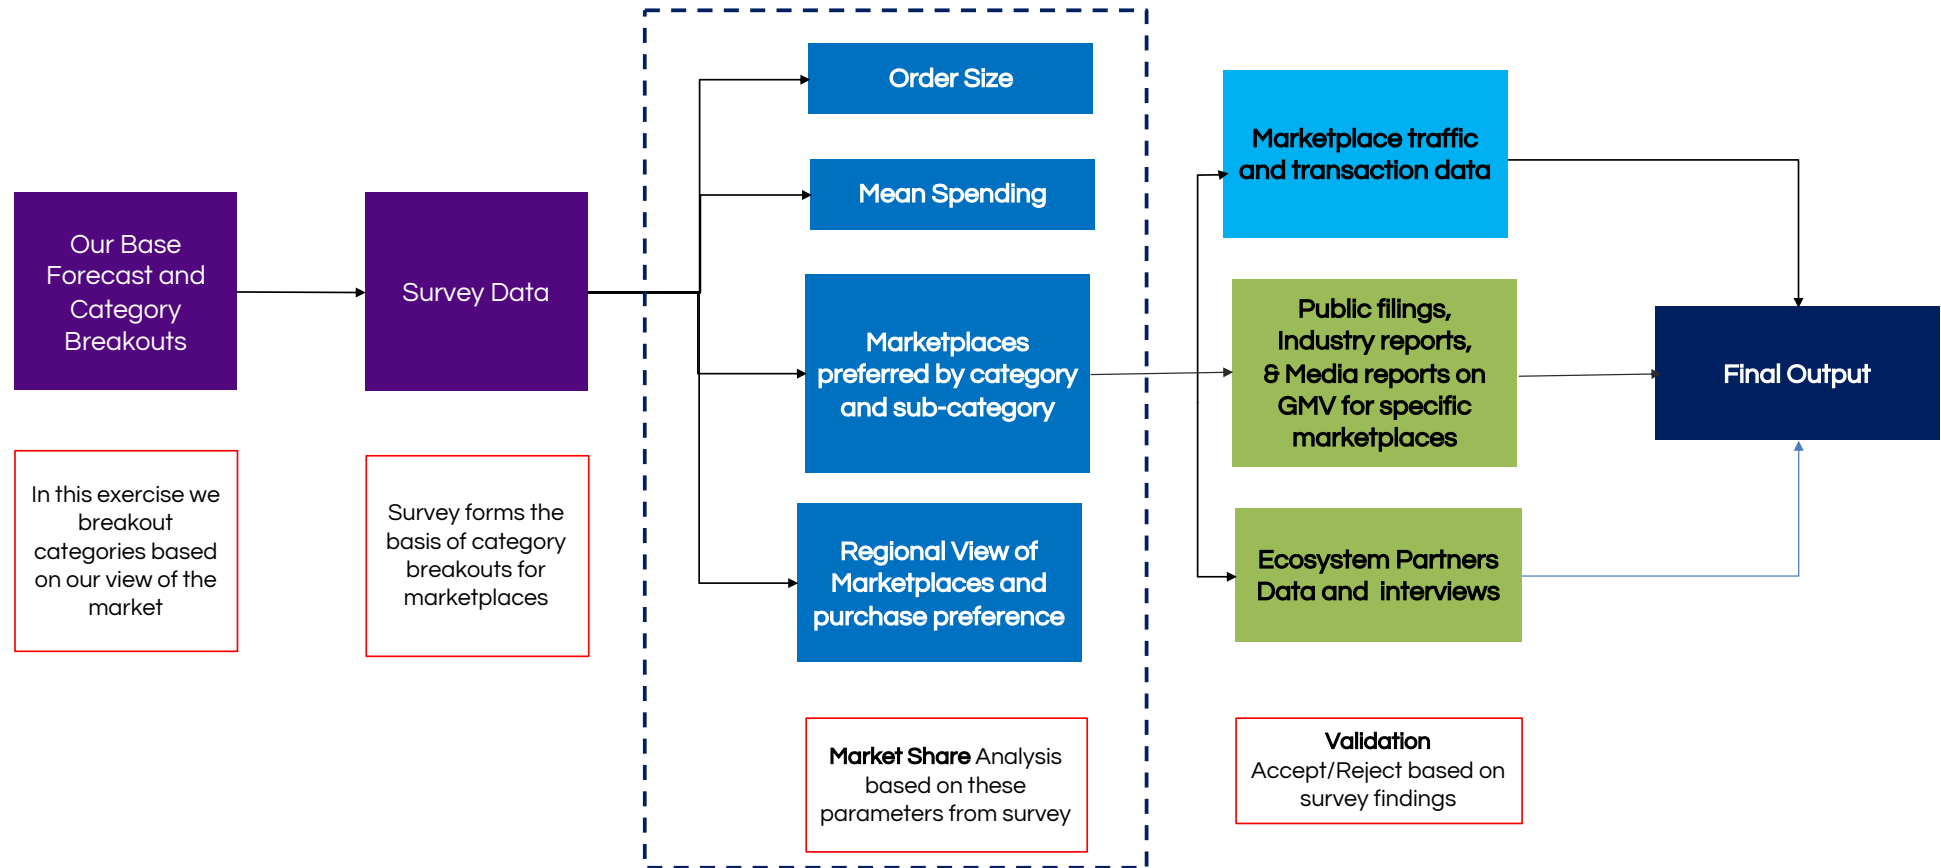 Our Base
Forecast and
Category
Breakouts
In this exercise we
breakout
categories based
on our view of the
market
Survey Data
Survey forms the
basis of category
breakouts for
marketplaces
Order Size
Mean Spending
Marketplaces
preferred by category
and sub-category
Regional View of
Marketplaces and
purchase preference
Market Share Analysis
based on these
parameters from survey
Marketplace traffic
and transaction data
Public filings,
Industry reports,
& Media reports on
GMV for specific
marketplaces
Ecosystem Partners
Data and interviews
Validation
Accept/Reject based on
survey findings
Final Output